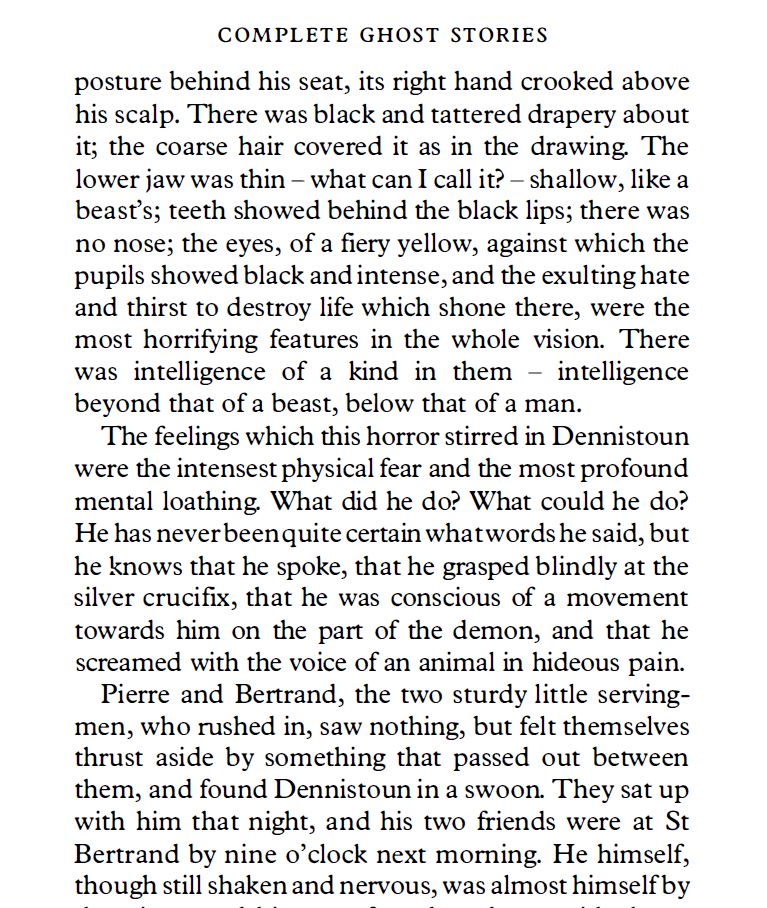 COMPLETE GHOST STORIES
posture behind his seat, its right hand crooked above
his scalp. There was black and tattered drapery about
it; the coarse hair covered it as in the drawing. The
lower jaw was thin – what can I call it? – shallow, like a
beast's; teeth showed behind the black lips; there was
no nose; the eyes, of a fiery yellow, against which the
pupils showed black and intense, and the exulting hate
and thirst to destroy life which shone there, were the
most horrifying features in the whole vision. There
was intelligence of a kind in them – intelligence
beyond that of a beast, below that of a man.
The feelings which this horror stirred in Dennistoun
were the intensest physical fear and the most profound
mental loathing. What did he do? What could he do?
He has never been quite certain what words he said, but
he knows that he spoke, that he grasped blindly at the
silver crucifix, that he was conscious of a movement
towards him on the part of the demon, and that he
screamed with the voice of an animal in hideous pain.
Pierre and Bertrand, the two sturdy little serving-
men, who rushed in, saw nothing, but felt themselves
thrust aside by something that passed out between
them, and found Dennistoun in a swoon. They sat up
with him that night, and his two friends were at St
Bertrand by nine o'clock next morning. He himself,
though still shaken and nervous, was almost himself by